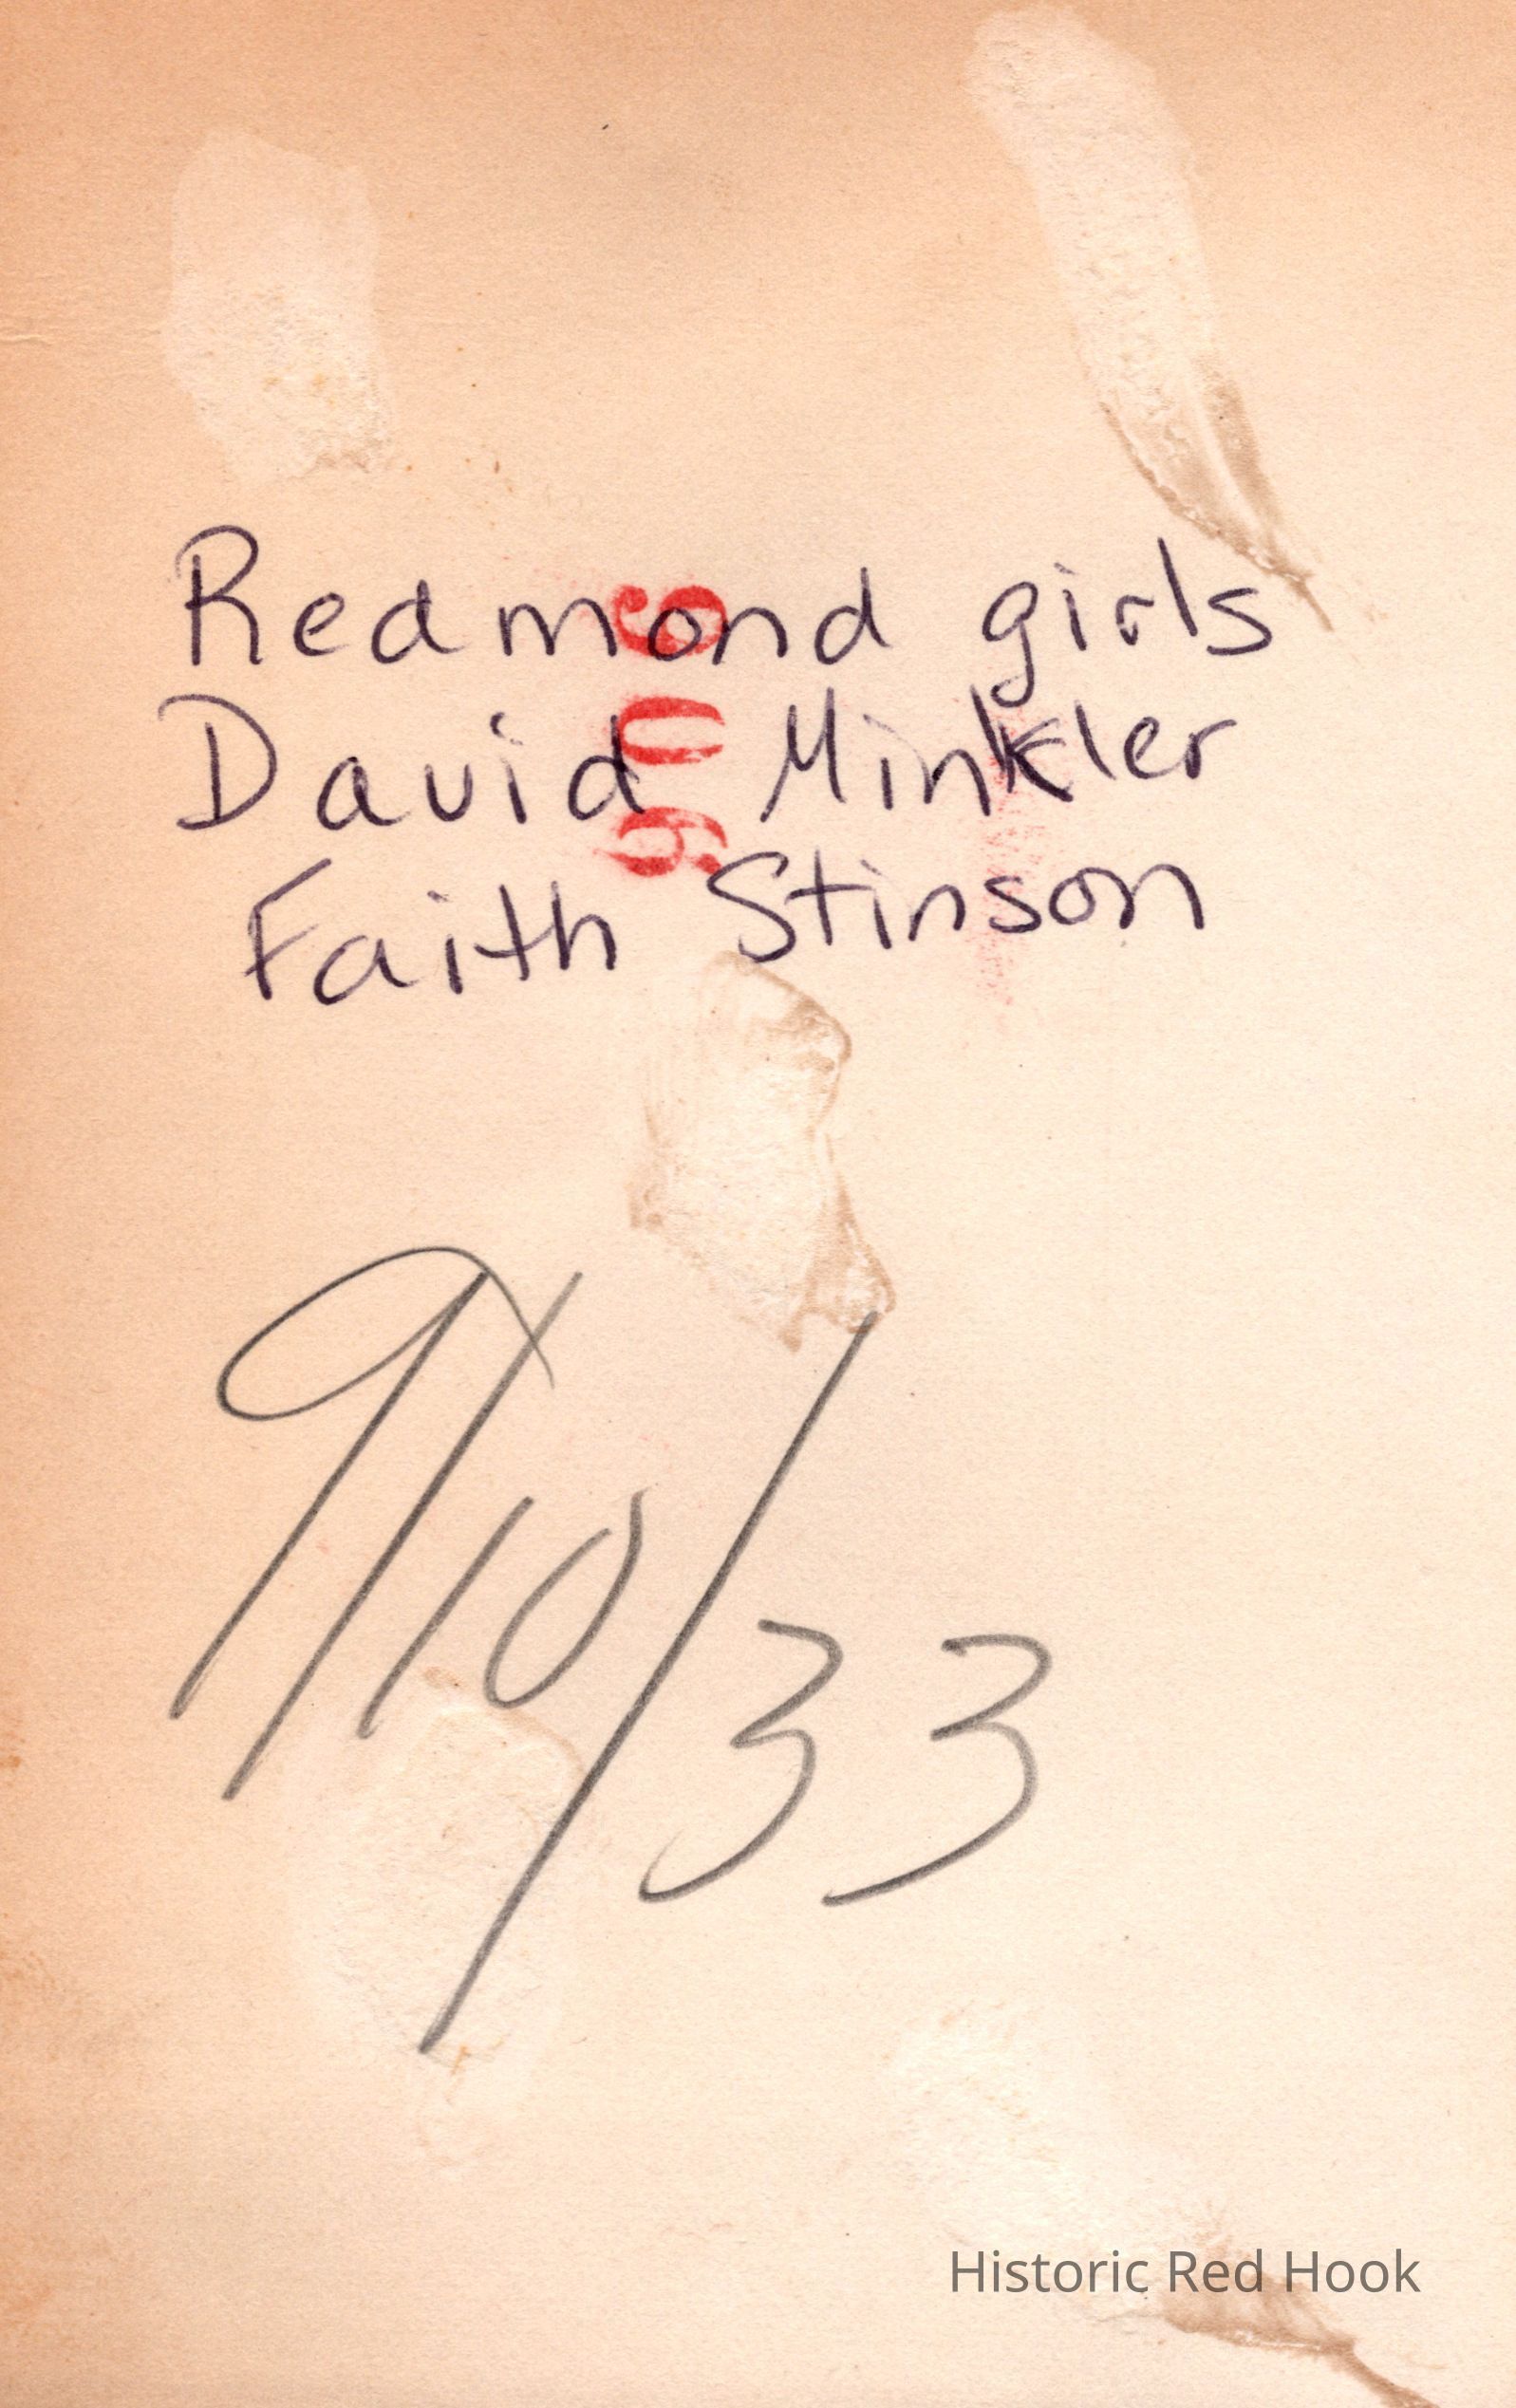 Redmond girls
David Minkler
Faith Stinson
9/10/33
Historic Red Hook